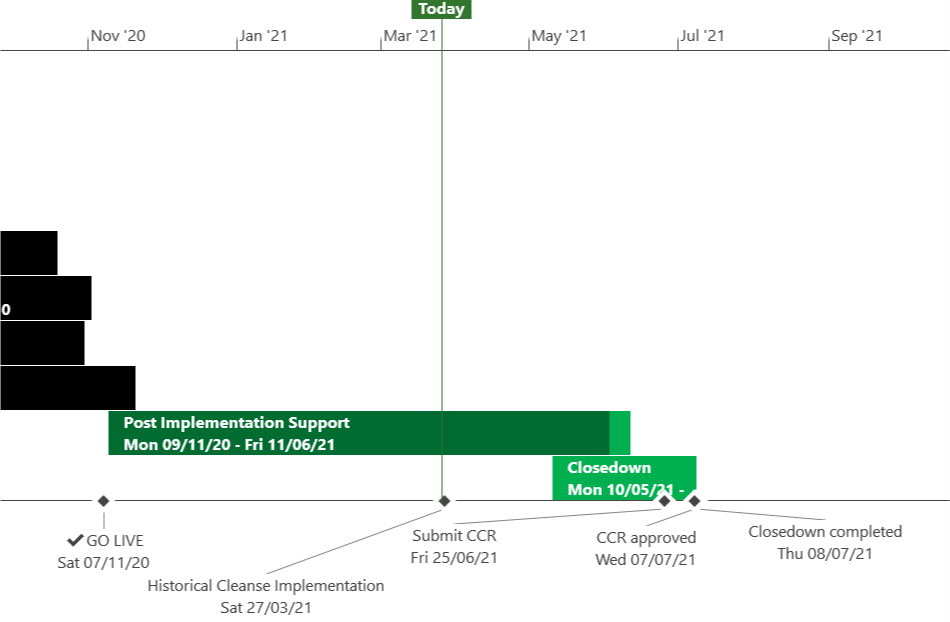 Today
Nov '20
Jan '21
Mar '21
May '21
Jul '21
Sep '21
0
Post Implementation Support
Mon 09/11/20 - Fri 11/06/21
Closedown
Mon 10/05/21 -
GO LIVE
Sat 07/11/20
Historical Cleanse Implementation
Sat 27/03/21
Submit CCR
Fri 25/06/21
CCR approved
Wed 07/07/21
Closedown completed
Thu 08/07/21